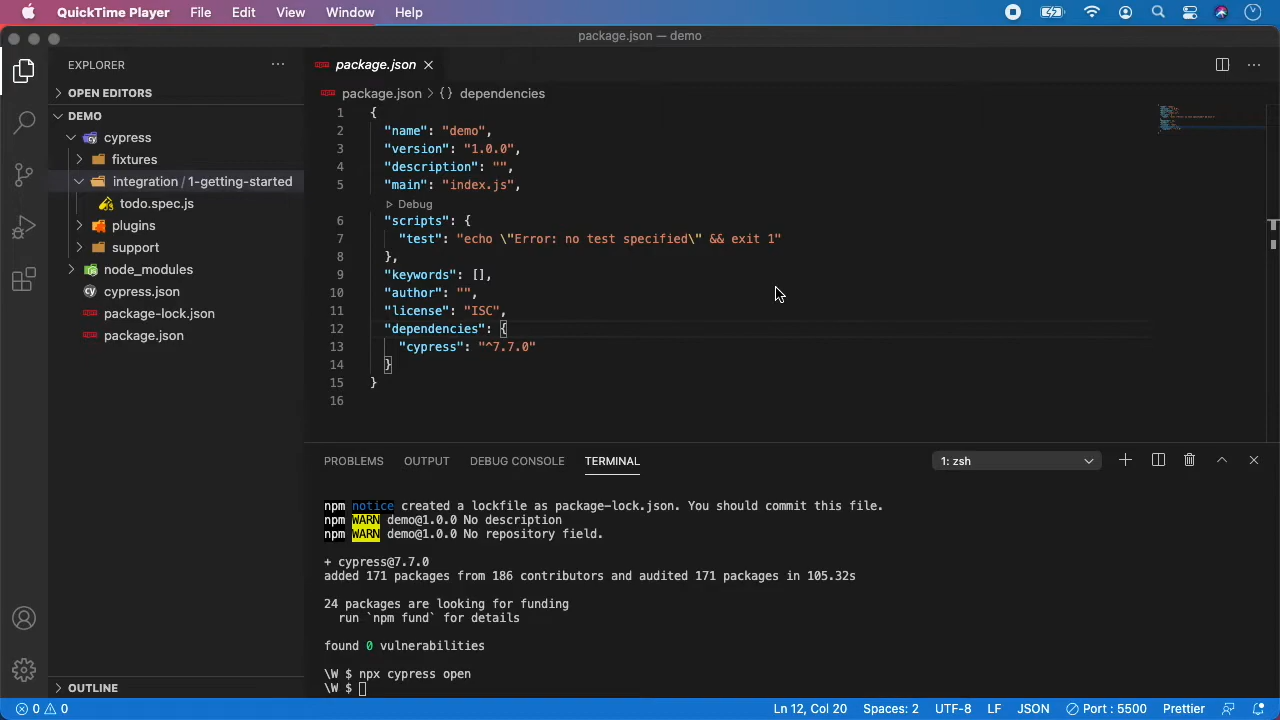 QuickTime Player File Edit View Window Help
package.json — demo
EXPLORER
package.json
OPEN EDITORS
package.json > {} dependencies
DEMO
cypress
fixtures
integration / 1-getting-started
todo.spec.js
plugins
support
node_modules
cypress.json
package-lock.json
package.json
OUTLINE
1 {
2 "name": "demo",
3 "version": "1.0.0",
4 "description": "",
5 "main": "index.js",
Debug
6 "scripts": {
7 "test": "echo \"Error: no test specified\" && exit 1"
8 },
9 "keywords": [],
10 "author": "",
11 "license": "ISC",
12 "dependencies": {
13 "cypress": "^7.7.0"
14 }
15 }
16
PROBLEMS OUTPUT DEBUG CONSOLE TERMINAL 1: zsh
npm notice created a lockfile as package-lock.json. You should commit this file.
npm WARN demo@1.0.0 No description
npm WARN demo@1.0.0 No repository field.
+ cypress@7.7.0
added 171 packages from 186 contributors and audited 171 packages in 105.32s
24 packages are looking for funding
run `npm fund` for details
found 0 vulnerabilities
\W $ npx cypress open
\W $
0 0 Ln 12, Col 20 Spaces: 2 UTF-8 LF JSON Port : 5500 Prettier